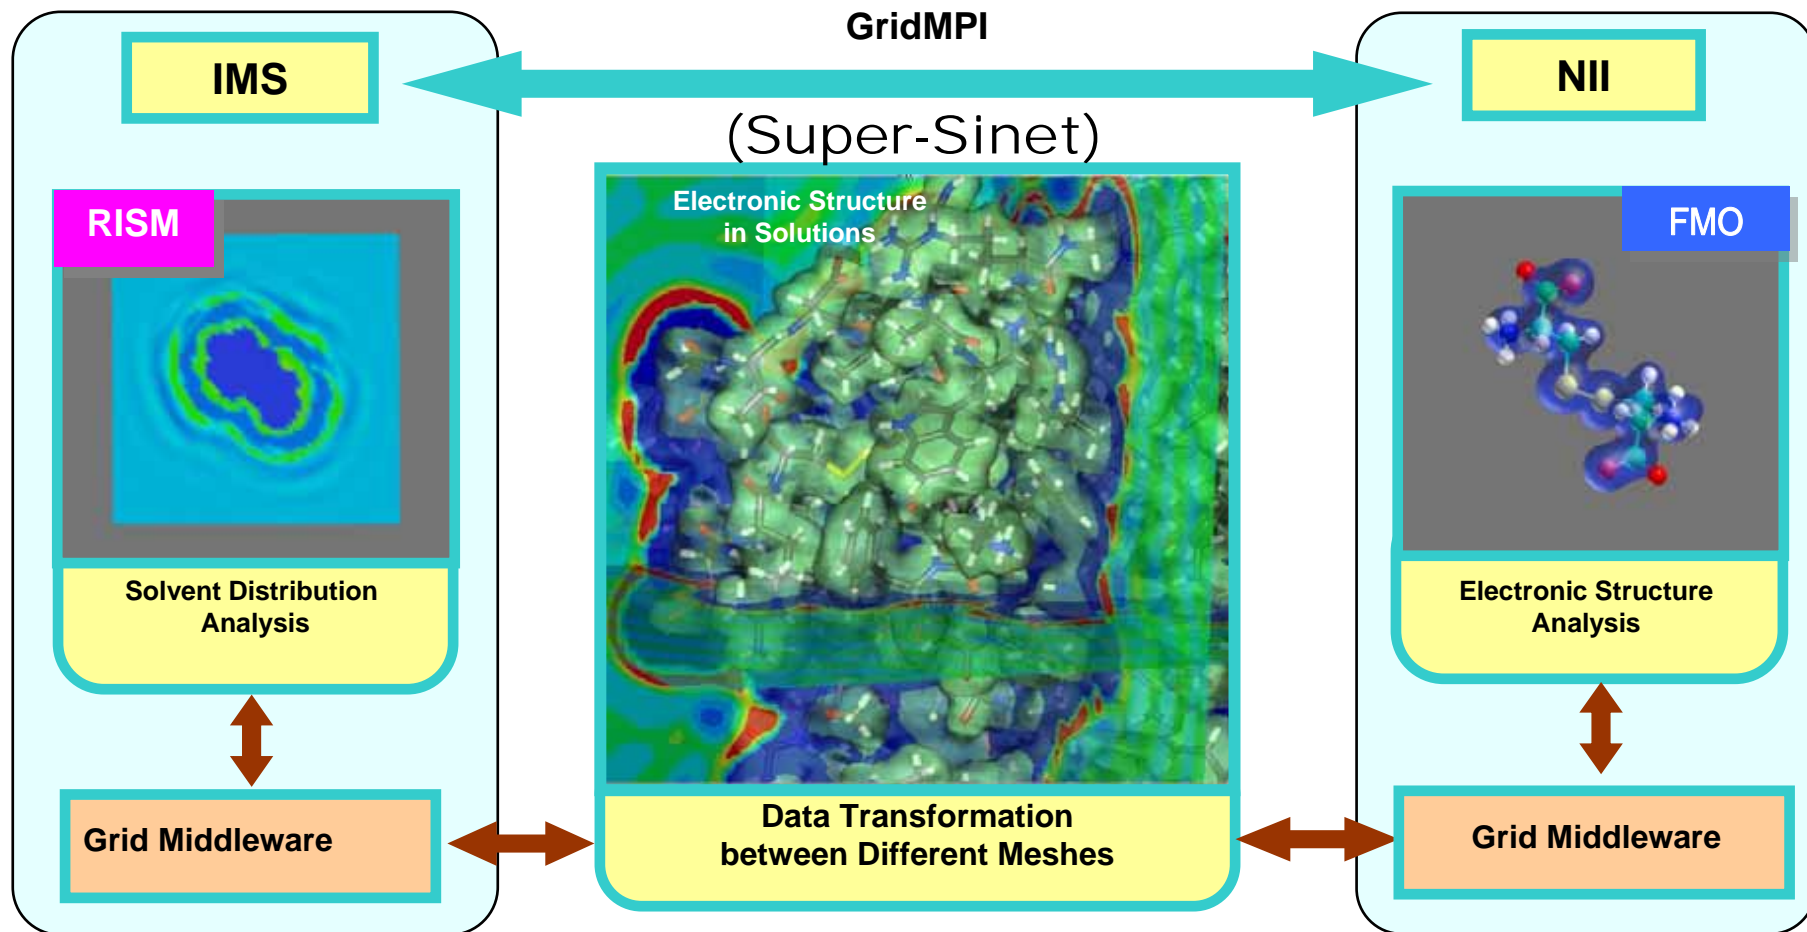 GridMPI
IMS
NII
(Super-Sinet)
RISM
Electronic Structure
in Solutions
FMO
Solvent Distribution
Analysis
Electronic Structure
Analysis
Grid Middleware
Data Transformation
between Different Meshes
Grid Middleware